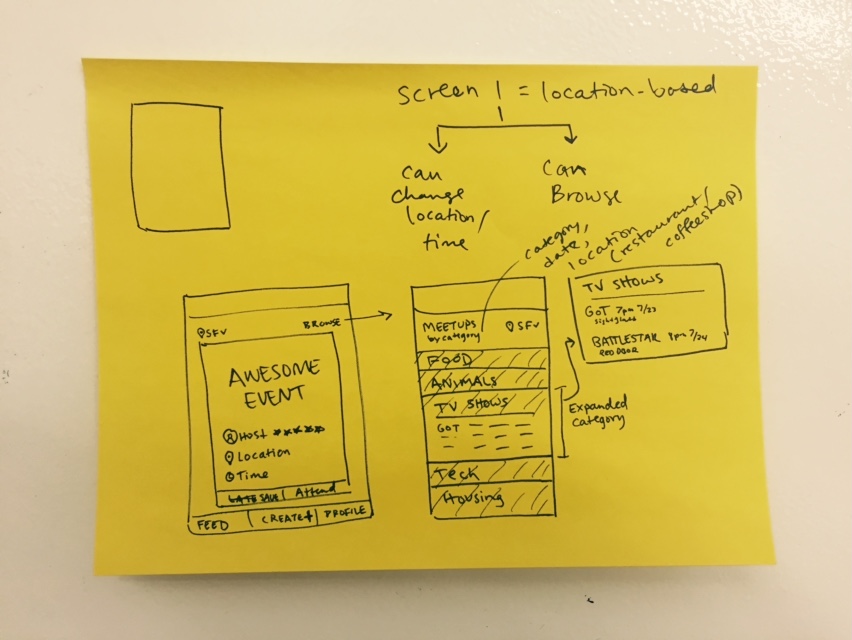 Screen 1 = location-based
Can
change
location/
time
Can
Browse
category,
date,
location
(restaurant/
coffeeshop)
SFV
BROWSE
AWESOME
EVENT
Host
Location
Time
SAVE | Attend
FEED | CREATE+ | PROFILE
MEETUPS
by category
SFV
FOOD
ANIMALS
TV SHOWS
GOT
Tech
Housing
Expanded
category
TV SHOWS
GOT 7pm 7/23
BATTLESTAR 8pm 7/24
RED DOOR